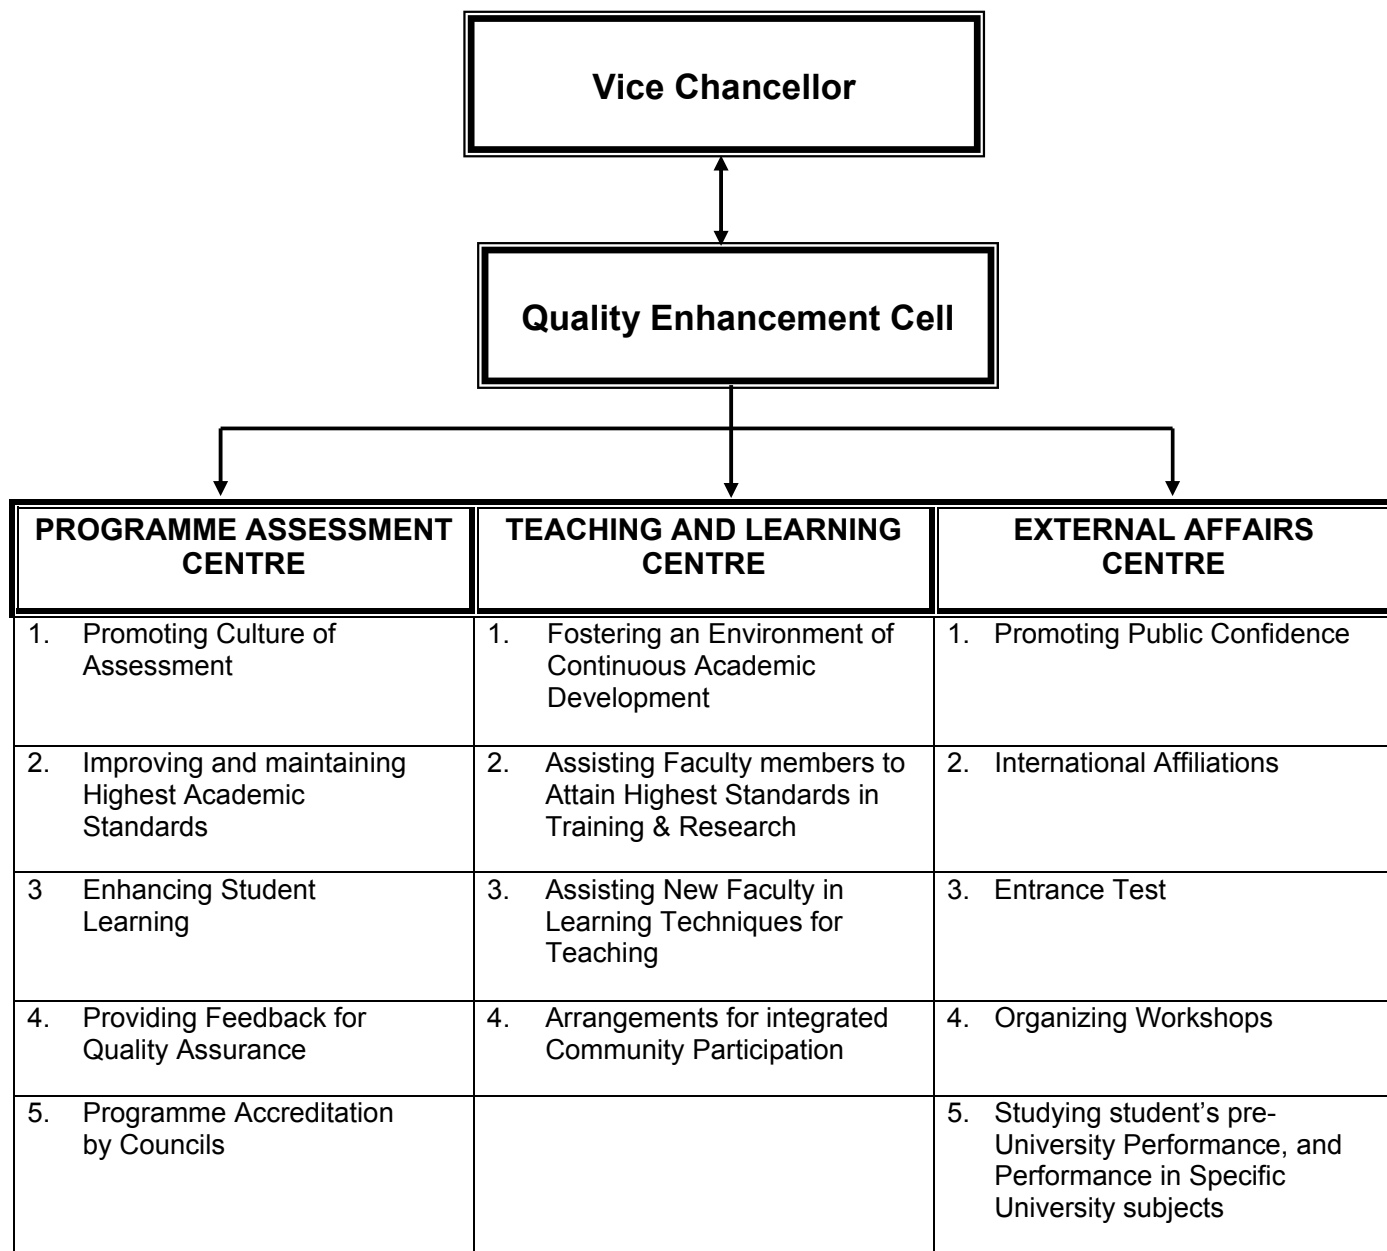 Vice Chancellor
Quality Enhancement Cell
PROGRAMME ASSESSMENT
CENTRE
TEACHING AND LEARNING
CENTRE
EXTERNAL AFFAIRS
CENTRE
1. Promoting Culture of
Assessment
1. Fostering an Environment of
Continuous Academic
Development
1. Promoting Public Confidence
2. Improving and maintaining
Highest Academic
Standards
2. Assisting Faculty members to
Attain Highest Standards in
Training & Research
2. International Affiliations
3 Enhancing Student
Learning
3. Assisting New Faculty in
Learning Techniques for
Teaching
3. Entrance Test
4. Providing Feedback for
Quality Assurance
4. Arrangements for integrated
Community Participation
4. Organizing Workshops
5. Programme Accreditation
by Councils
5. Studying student’s pre-
University Performance, and
Performance in Specific
University subjects